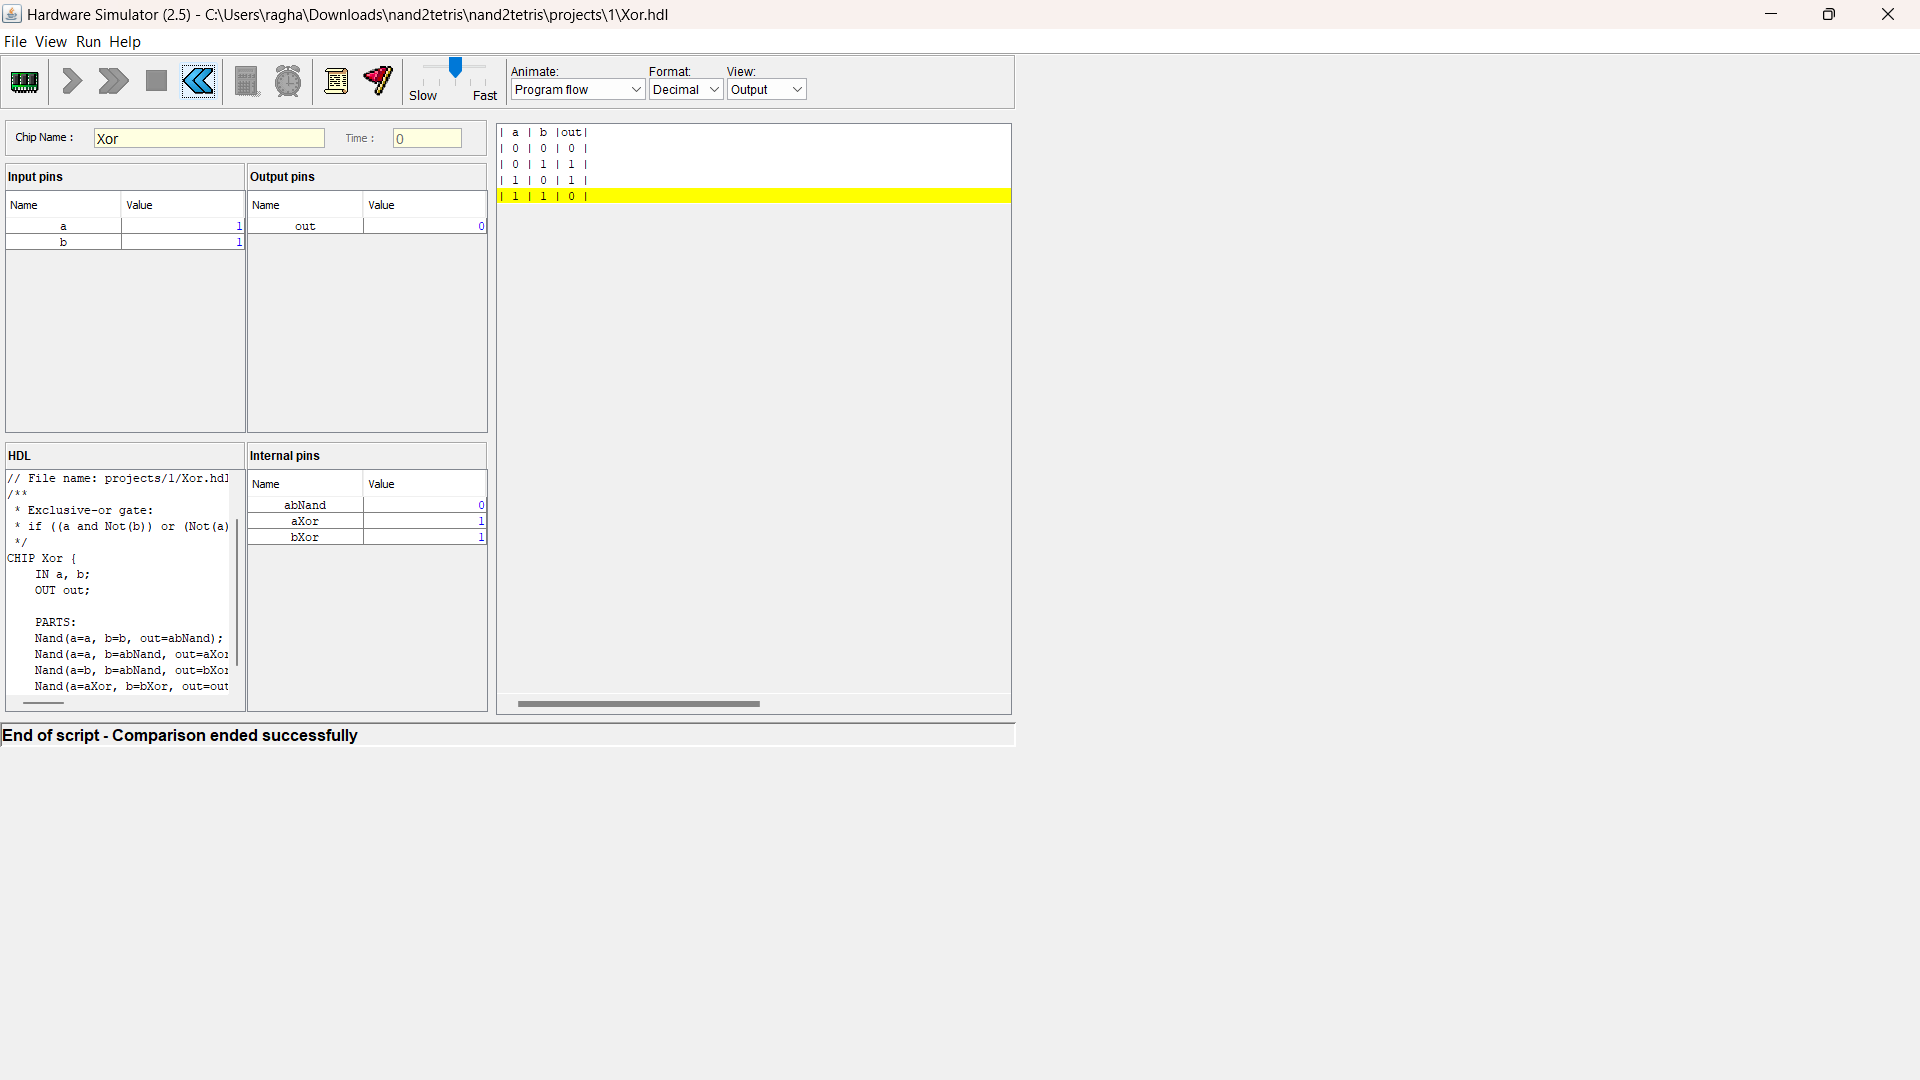 Hardware Simulator (2.5) - C:\Users\ragha\Downloads\nand2tetris\nand2tetris\projects\1\Xor.hdl
File View Run Help
Animate: Format: View:
Slow Fast Program flow Decimal Output
Chip Name : Xor Time : 0
Input pins
Name Value
a 1
b 1
Output pins
Name Value
out 0
HDL
// File name: projects/1/Xor.hdl
/**
* Exclusive-or gate:
* if ((a and Not(b)) or (Not(a)
*/
CHIP Xor {
IN a, b;
OUT out;
PARTS:
Nand(a=a, b=b, out=abNand);
Nand(a=a, b=abNand, out=aXor
Nand(a=b, b=abNand, out=bXor
Nand(a=aXor, b=bXor, out=out
Internal pins
Name Value
abNand 0
aXor 1
bXor 1
| a | b |out|
| 0 | 0 | 0 |
| 0 | 1 | 1 |
| 1 | 0 | 1 |
| 1 | 1 | 0 |
End of script - Comparison ended successfully